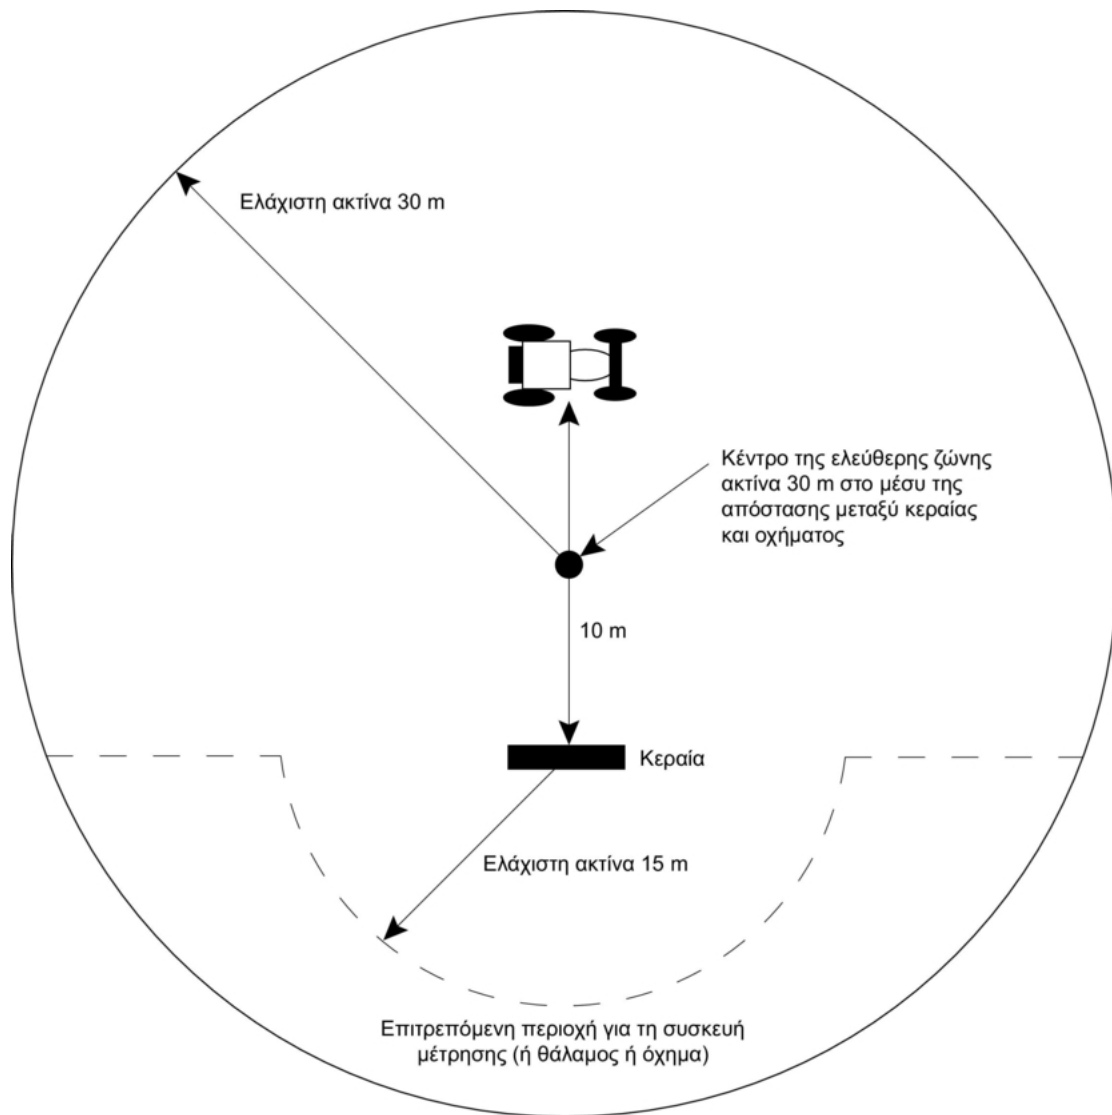 Ελάχιστη ακτίνα 30 m
Κέντρο της ελεύθερης ζώνης
ακτίνα 30 m στο μέσυ της
απόστασης μεταξύ κεραίας
και οχήματος
10 m
Κεραία
Ελάχιστη ακτίνα 15 m
Επιτρεπόμενη περιοχή για τη συσκευή
μέτρησης (ή θάλαμος ή όχημα)